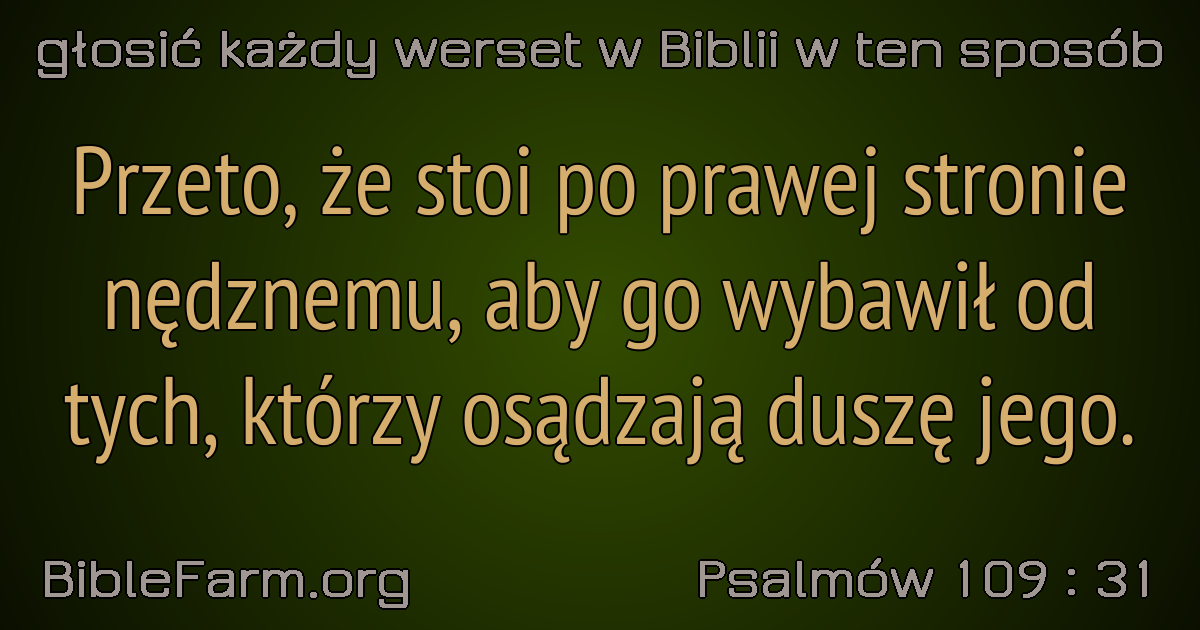 głosić każdy werset w Biblii w ten sposób
Przeto, że stoi po prawej stronie
nędznemu, aby go wybawił od
tych, którzy osądzają duszę jego.
BibleFarm.org
Psalmów 109 : 31